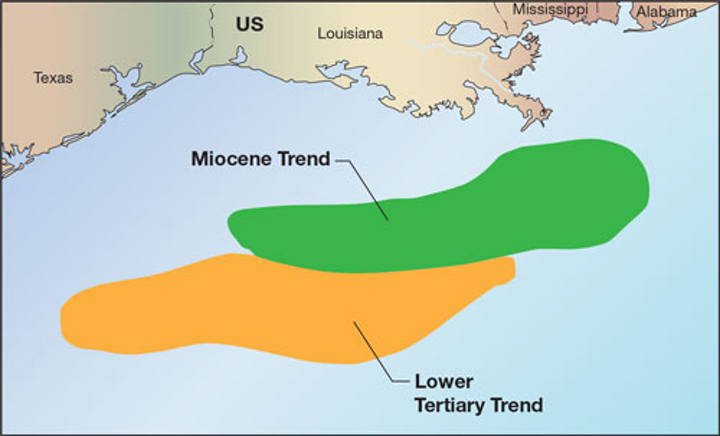 Mississippi
Alabama
US
Louisiana
Texas
Miocene Trend
Lower
Tertiary Trend